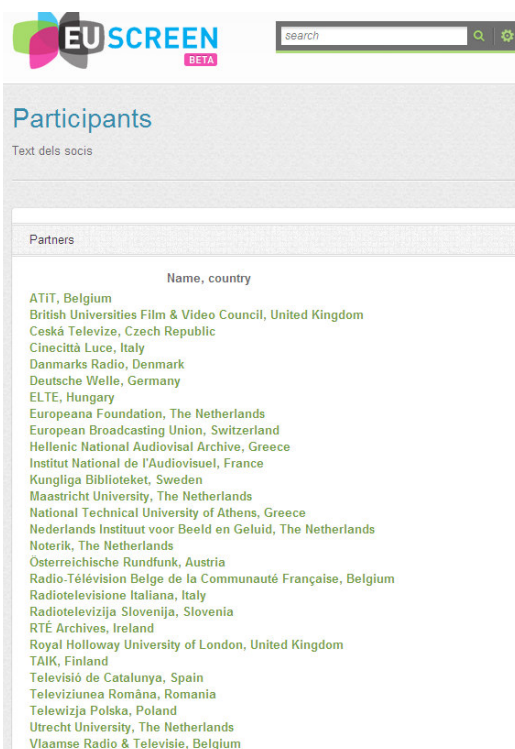 EUSCREEN
BETA
search
Participants
Text dels socis
Partners
Name, country
ATiT, Belgium
British Universities Film & Video Council, United Kingdom
Ceská Televize, Czech Republic
Cinecittà Luce, Italy
Danmarks Radio, Denmark
Deutsche Welle, Germany
ELTE, Hungary
Europeana Foundation, The Netherlands
European Broadcasting Union, Switzerland
Hellenic National Audiovisal Archive, Greece
Institut National de l'Audiovisuel, France
Kungliga Biblioteket, Sweden
Maastricht University, The Netherlands
National Technical University of Athens, Greece
Nederlands Instituut voor Beeld en Geluid, The Netherlands
Noterik, The Netherlands
Österreichische Rundfunk, Austria
Radio-Télévision Belge de la Communauté Française, Belgium
Radiotelevisione Italiana, Italy
Radiotelevizija Slovenija, Slovenia
RTÉ Archives, Ireland
Royal Holloway University of London, United Kingdom
TAIK, Finland
Televisió de Catalunya, Spain
Televiziunea Româna, Romania
Telewizja Polska, Poland
Utrecht University, The Netherlands
Vlaamse Radio & Televisie, Belgium